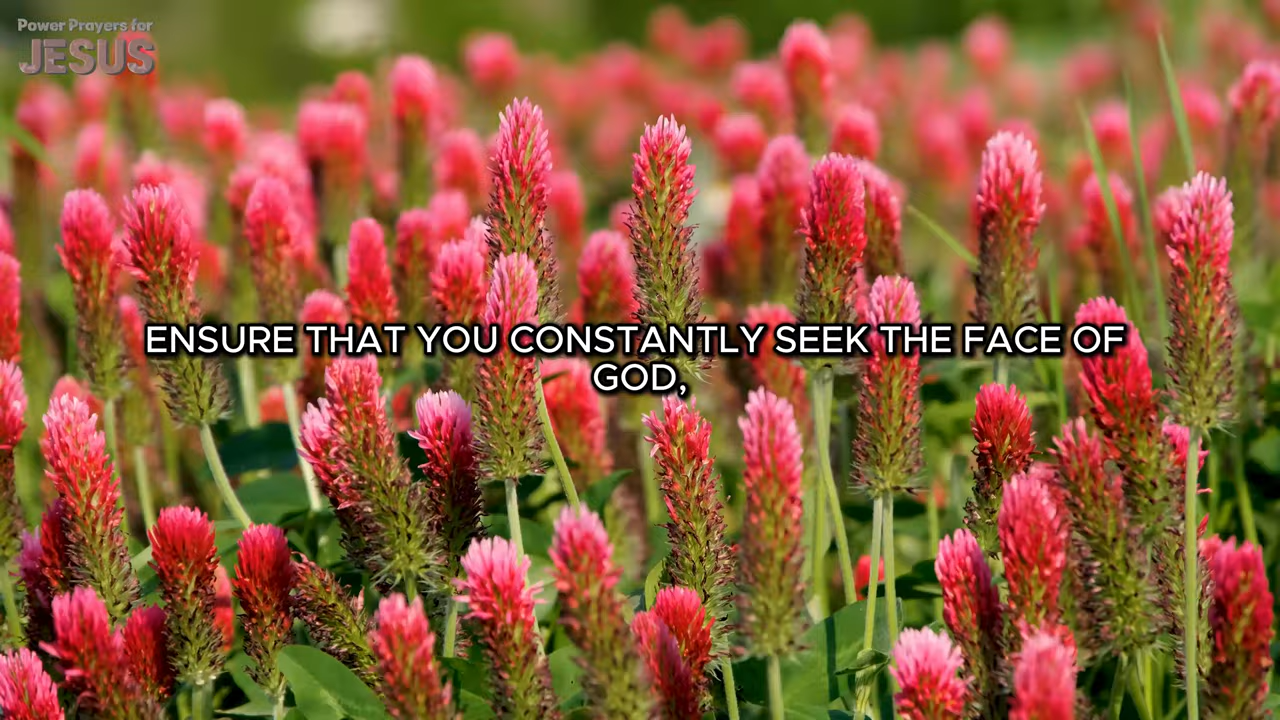 Power Prayers for
JESUS
ENSURE THAT YOU CONSTANTLY SEEK THE FACE OF
GOD,